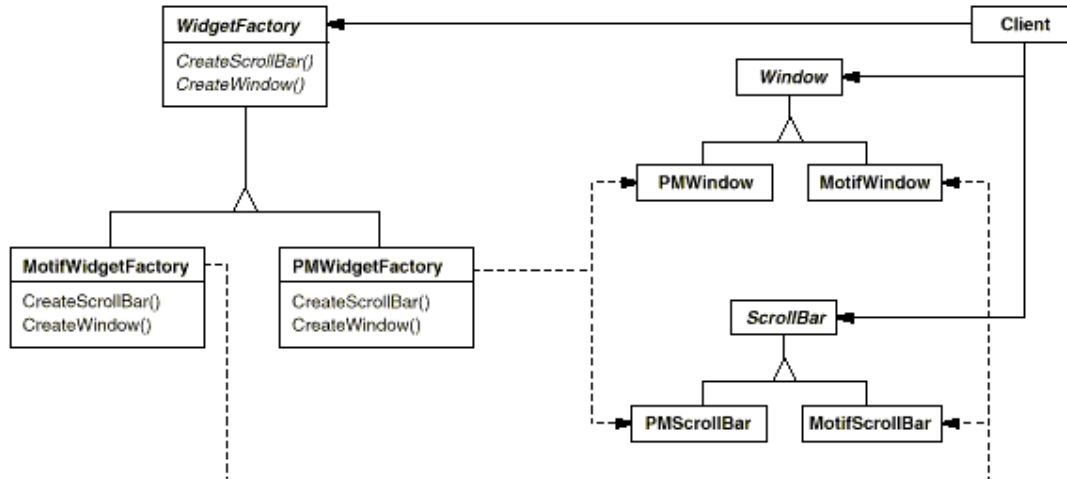 WidgetFactory
CreateScrollBar()
CreateWindow()
Client
Window
PMWindow
MotifWindow
MotifWidgetFactory
CreateScrollBar()
CreateWindow()
PMWidgetFactory
CreateScrollBar()
CreateWindow()
ScrollBar
PMScrollBar
MotifScrollBar